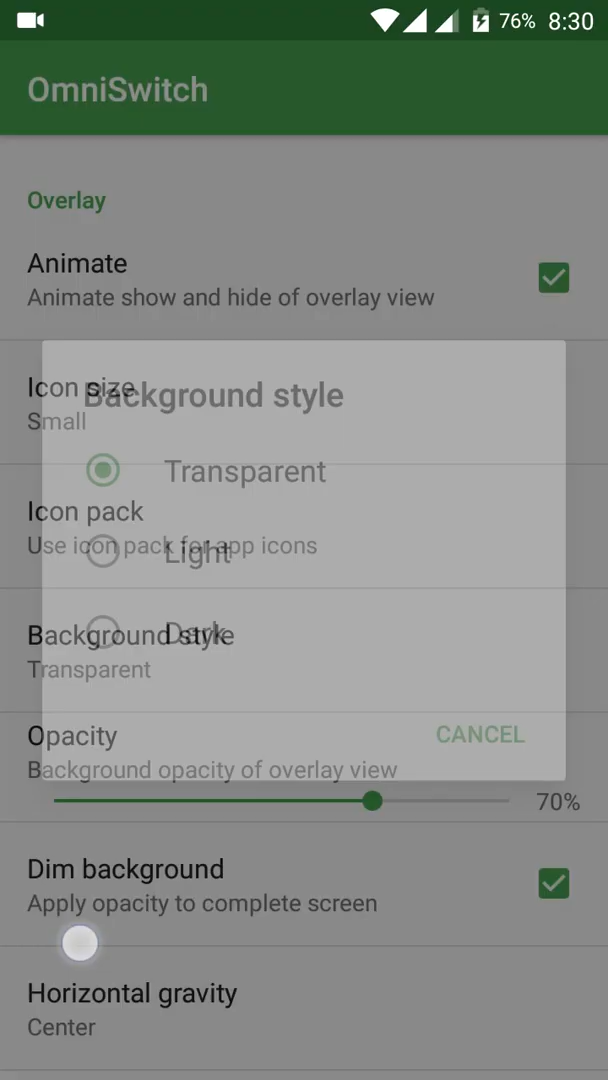 76% 8:30
OmniSwitch
Overlay
Animate
Animate show and hide of overlay view
Icon size
Small
Background style
Transparent
Icon pack
Use icon pack for app icons
Light
Background style
Dark
Transparent
Opacity
CANCEL
Background opacity of overlay view
70%
Dim background
Apply opacity to complete screen
Horizontal gravity
Center